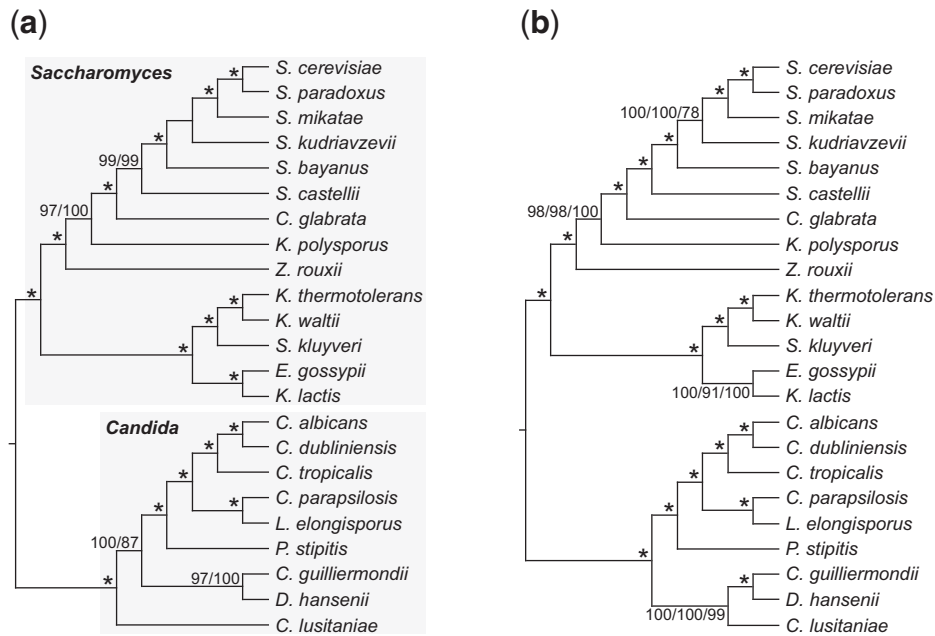 (a)
Saccharomyces
*
S. cerevisiae
*
S. paradoxus
*
S. mikatae
S. kudriavzevii
99/99
S. bayanus
*
S. castellii
97/100
C. glabrata
*
K. polysporus
*
Z. rouxii
*
K. thermotolerans
*
K. waltii
*
S. kluyveri
*
E. gossypii
K. lactis
Candida
*
C. albicans
*
C. dubliniensis
*
C. tropicalis
*
C. parapsilosis
*
L. elongisporus
100/87
P. stipitis
97/100
C. guilliermondii
*
D. hansenii
C. lusitaniae
(b)
*
S. cerevisiae
*
S. paradoxus
100/100/78
S. mikatae
*
S. kudriavzevii
*
S. bayanus
*
S. castellii
98/98/100
C. glabrata
*
K. polysporus
*
Z. rouxii
*
K. thermotolerans
*
K. waltii
*
S. kluyveri
E. gossypii
100/91/100
K. lactis
*
C. albicans
*
C. dubliniensis
*
C. tropicalis
*
C. parapsilosis
*
L. elongisporus
*
P. stipitis
*
C. guilliermondii
D. hansenii
100/100/99
C. lusitaniae